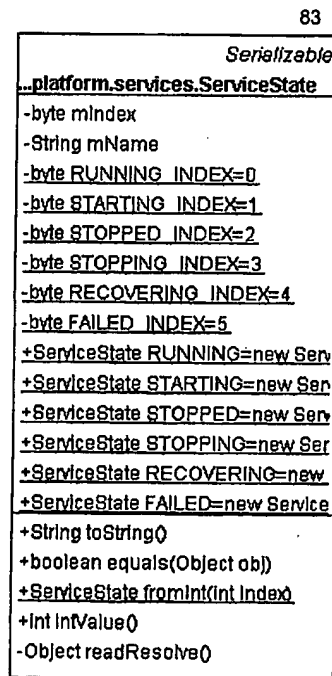 83
Serializable
...platform.services.ServiceState
-byte mIndex
-String mName
-byte RUNNING_INDEX=0
-byte STARTING_INDEX=1
-byte STOPPED_INDEX=2
-byte STOPPING_INDEX=3
-byte RECOVERING_INDEX=4
-byte FAILED_INDEX=5
+ServiceState RUNNING=new Serv
+ServiceState STARTING=new Ser
+ServiceState STOPPED=new Serv
+ServiceState STOPPING=new Ser
+ServiceState RECOVERING=new
+ServiceState FAILED=new Service
+String toString()
+boolean equals(Object obj)
+ServiceState fromInt(int index)
+int intValue()
-Object readResolve()